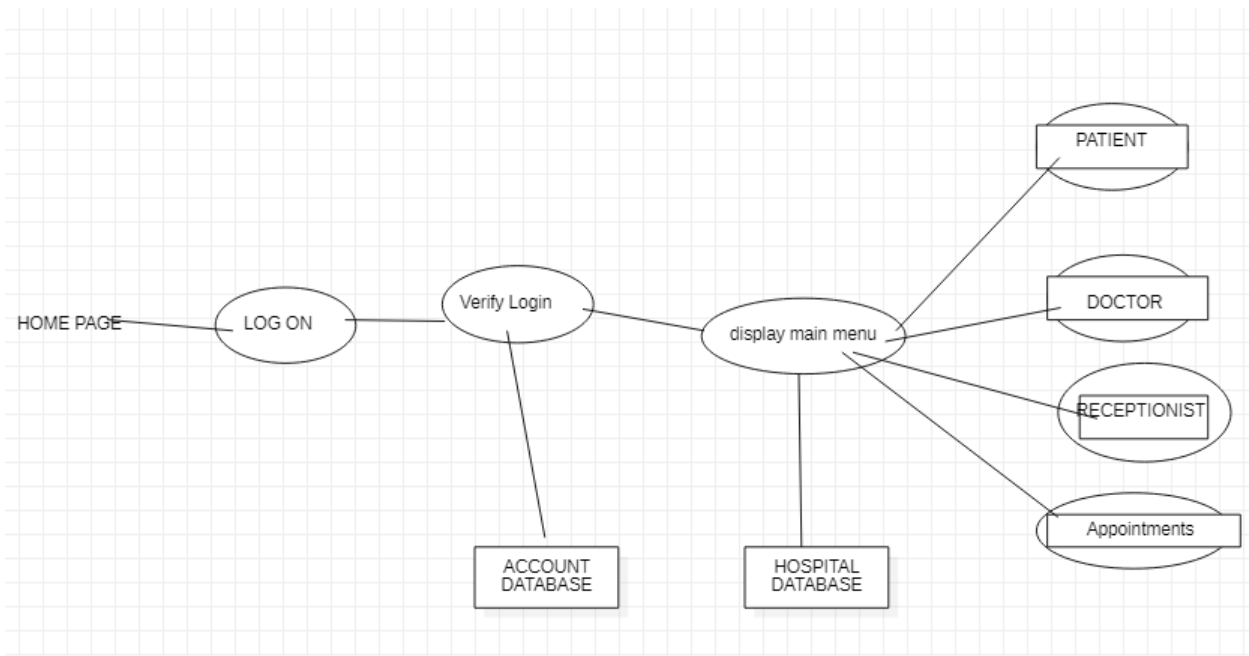 HOME PAGE
LOG ON
Verify Login
display main menu
PATIENT
DOCTOR
RECEPTIONIST
Appointments
ACCOUNT
DATABASE
HOSPITAL
DATABASE